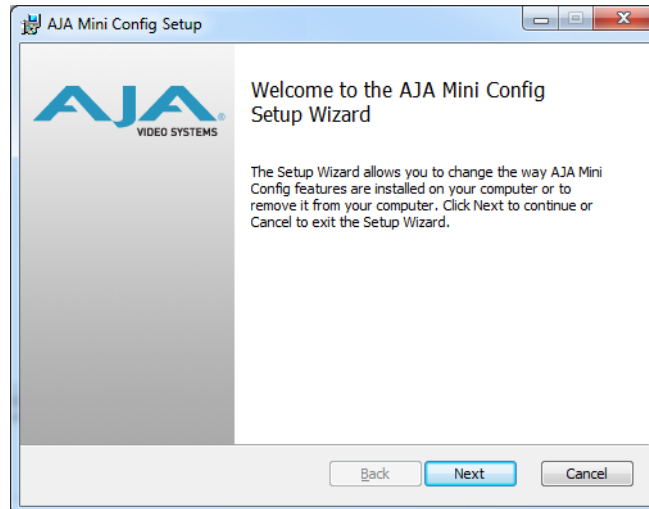 AJA Mini Config Setup
AJA
VIDEO SYSTEMS
Welcome to the AJA Mini Config
Setup Wizard
The Setup Wizard allows you to change the way AJA Mini
Config features are installed on your computer or to
remove it from your computer. Click Next to continue or
Cancel to exit the Setup Wizard.
Back
Next
Cancel